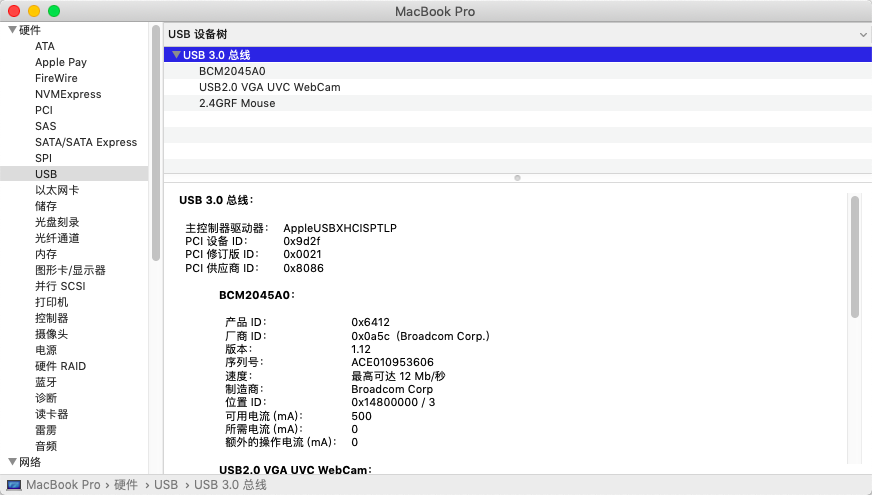 MacBook Pro
硬件
ATA
Apple Pay
FireWire
NVMExpress
PCI
SAS
SATA/SATA Express
SPI
USB
以太网卡
储存
光盘刻录
光纤通道
内存
图形卡/显示器
并行 SCSI
打印机
控制器
摄像头
电源
硬件 RAID
蓝牙
诊断
读卡器
雷雳
音频
网络
USB 设备树
USB 3.0 总线
BCM2045A0
USB2.0 VGA UVC WebCam
2.4GRF Mouse
USB 3.0 总线：
主控制器驱动器： AppleUSBXHCISPTLP
PCI 设备 ID： 0x9d2f
PCI 修订版 ID： 0x0021
PCI 供应商 ID： 0x8086
BCM2045A0：
产品 ID： 0x6412
厂商 ID： 0x0a5c（Broadcom Corp.）
版本： 1.12
序列号： ACE010953606
速度： 最高可达 12 Mb/秒
制造商： Broadcom Corp
位置 ID： 0x14800000 / 3
可用电流 (mA)： 500
所需电流 (mA)： 0
额外的操作电流 (mA)： 0
USB2.0 VGA UVC WebCam：
MacBook Pro › 硬件 › USB › USB 3.0 总线